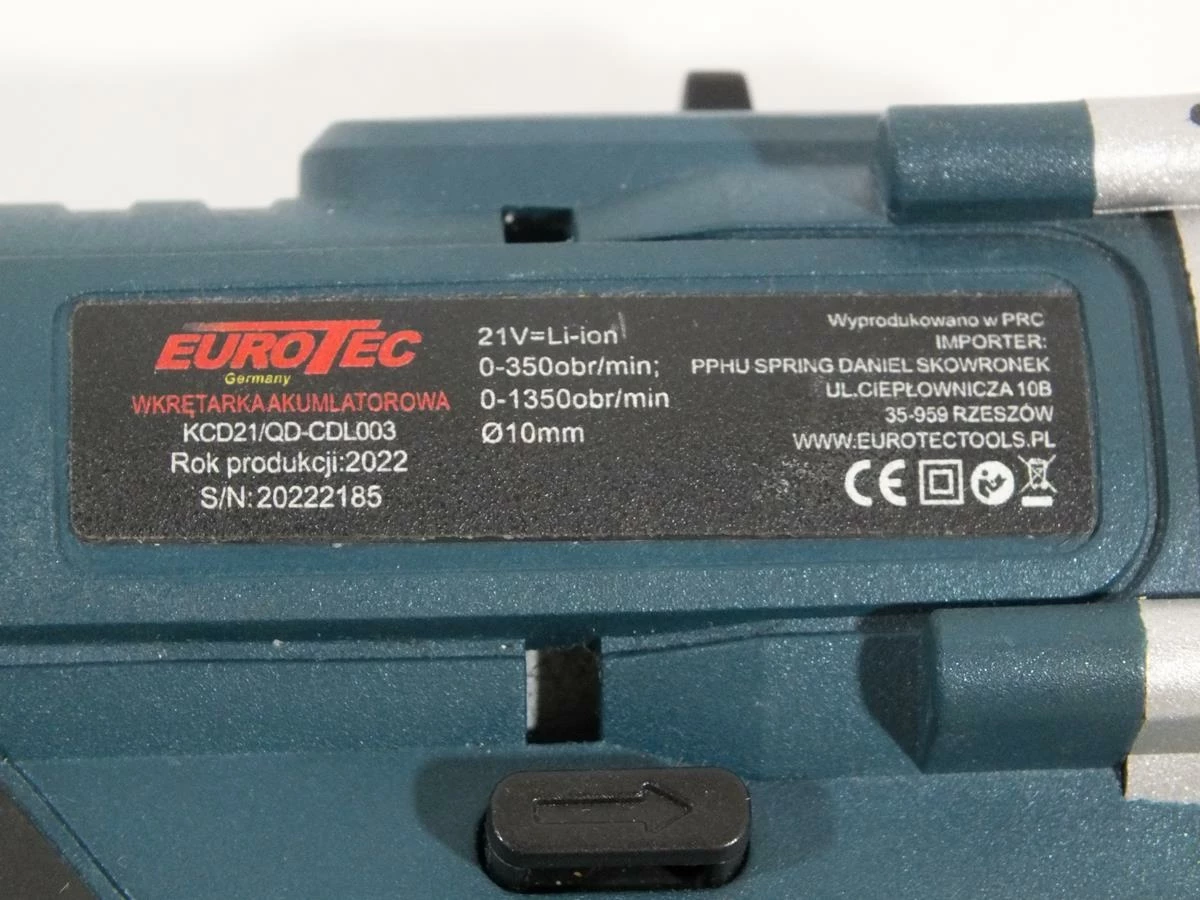 EUROTEC
Germany
WKRĘTARKA AKUMLATOROWA
KCD21/QD-CDL003
Rok produkcji:2022
S/N: 20222185
21V=Li-ion
0-350obr/min;
0-1350obr/min
Ø10mm
Wyprodukowano w PRC
IMPORTER:
PPHU SPRING DANIEL SKOWRONEK
UL.CIEPŁOWNICZA 10B
35-959 RZESZÓW
WWW.EUROTECTOOLS.PL
CE